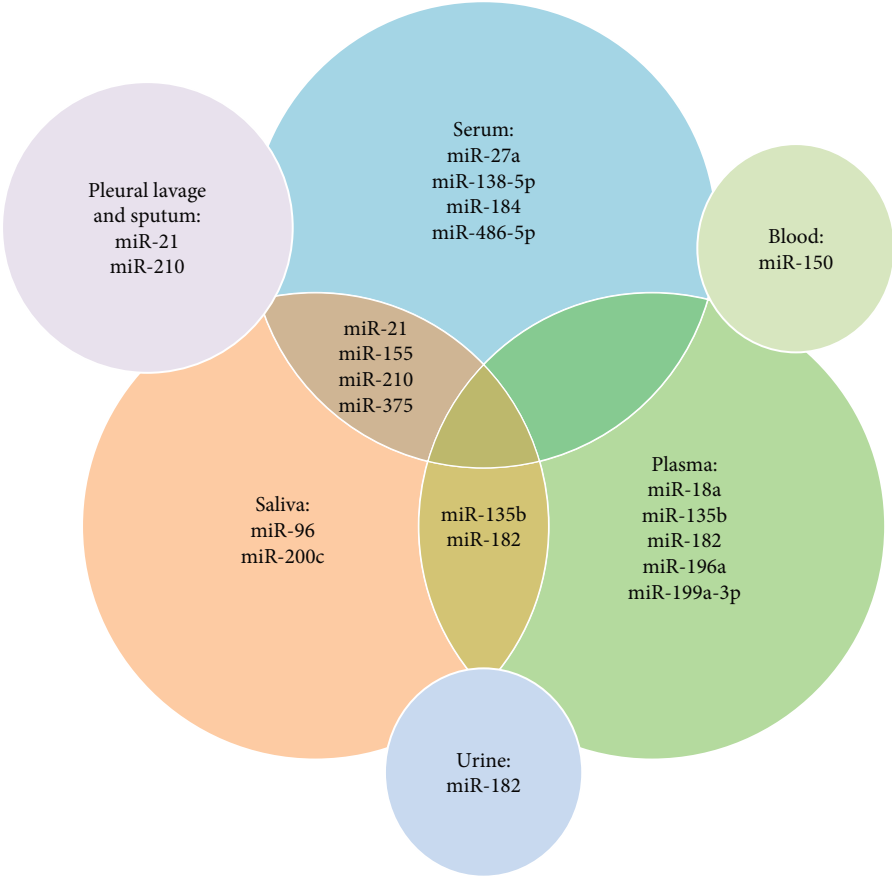 Serum:
miR-27a
miR-138-5p
miR-184
miR-486-5p
Pleural lavage
and sputum:
miR-21
miR-210
Blood:
miR-150
miR-21
miR-155
miR-210
miR-375
Saliva:
miR-96
miR-200c
miR-135b
miR-182
Plasma:
miR-18a
miR-135b
miR-182
miR-196a
miR-199a-3p
Urine:
miR-182